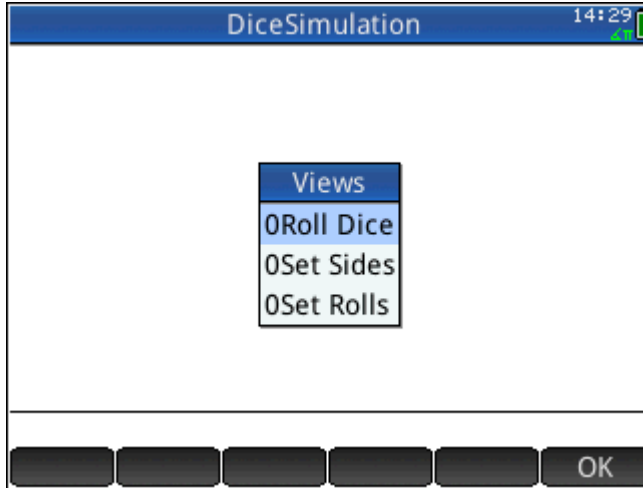 DiceSimulation
14:29
∠π
Views
0Roll Dice
0Set Sides
0Set Rolls
OK